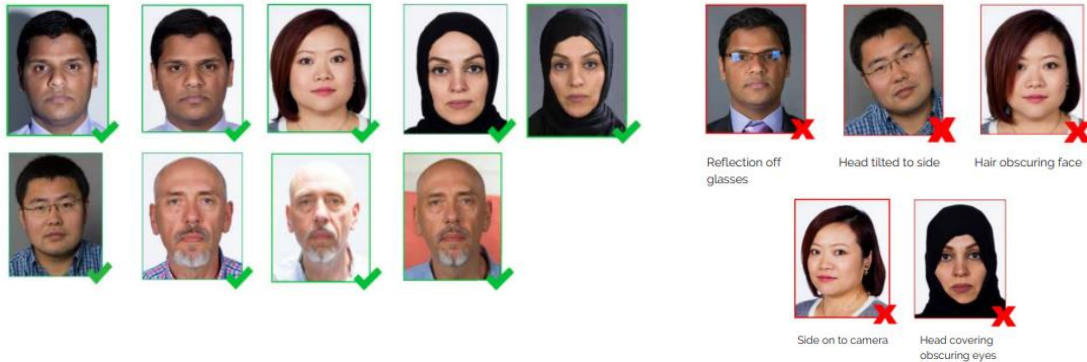 Reflection off
glasses
Head tilted to side
Hair obscuring face
Side on to camera
Head covering
obscuring eyes